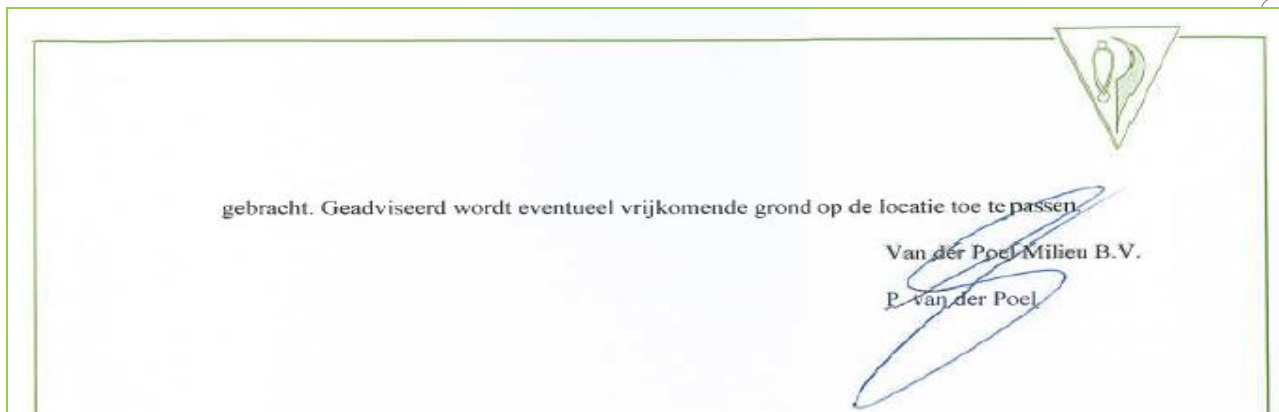 gebracht. Geadviseerd wordt eventueel vrijkomende grond op de locatie toe te passen.
Van der Poel Milieu B.V.
P. van der Poel